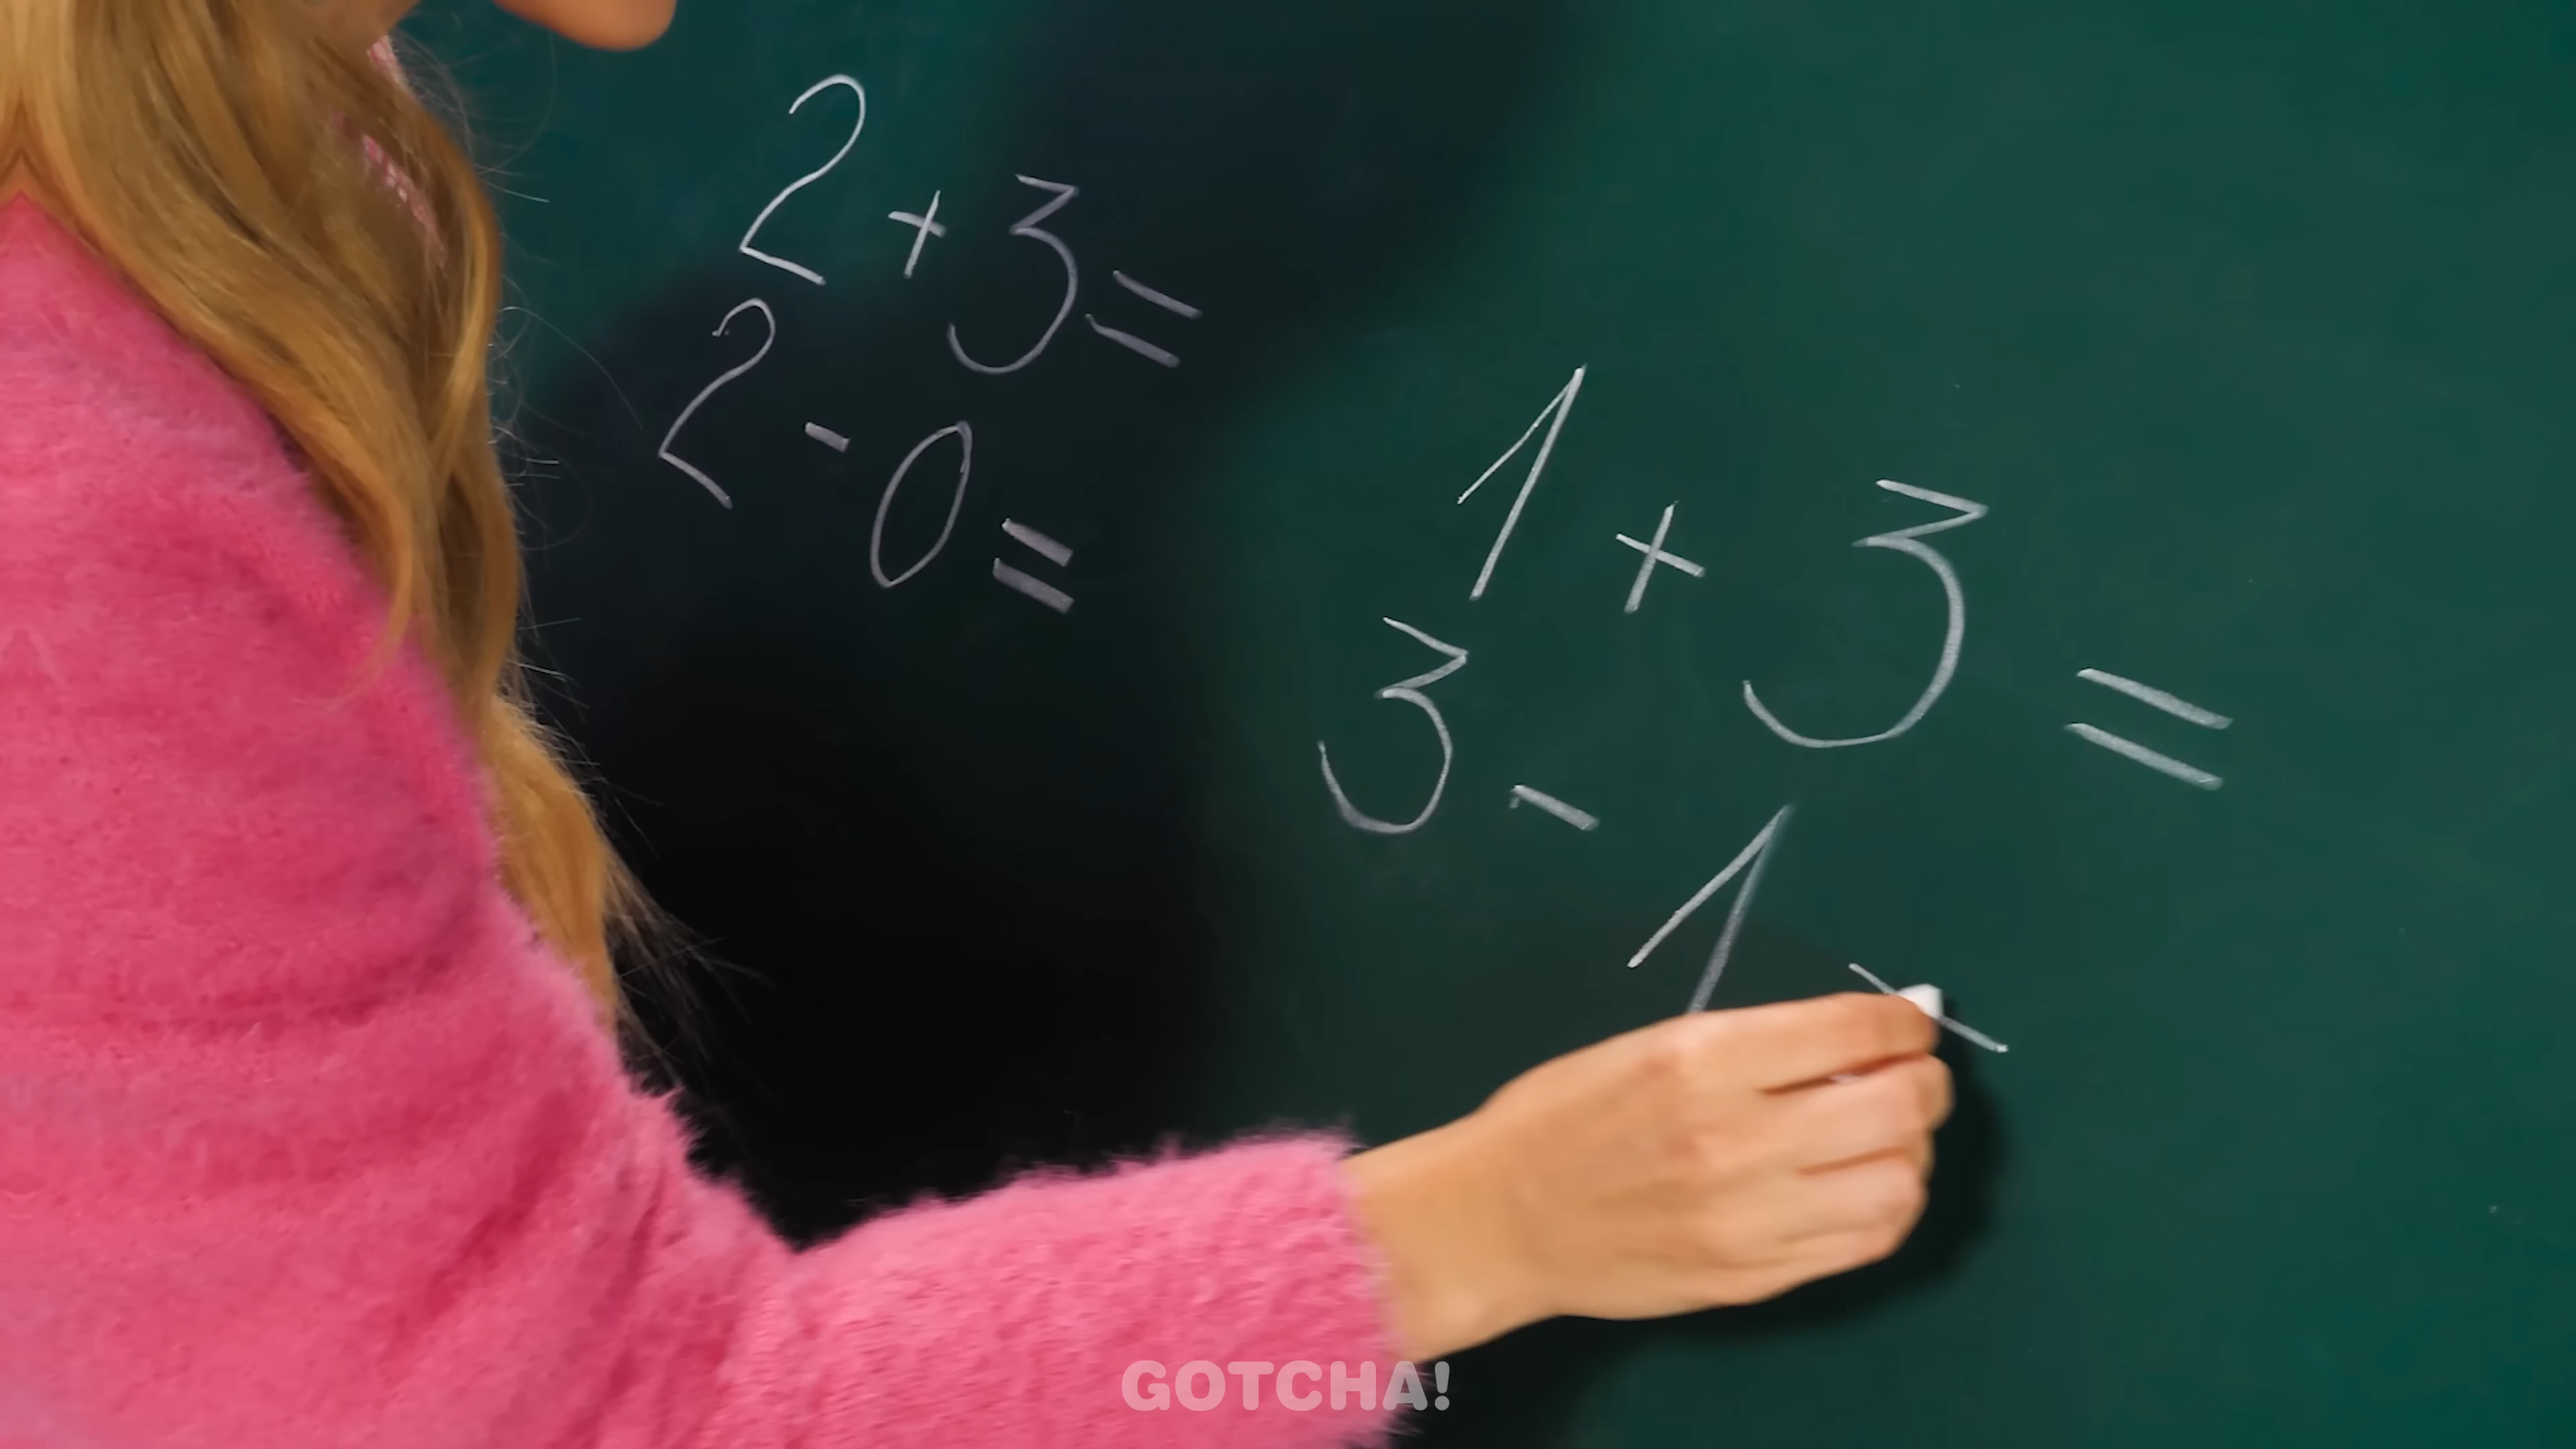 2+3=
2-0=
1+3=
3-1
GOTCHA!